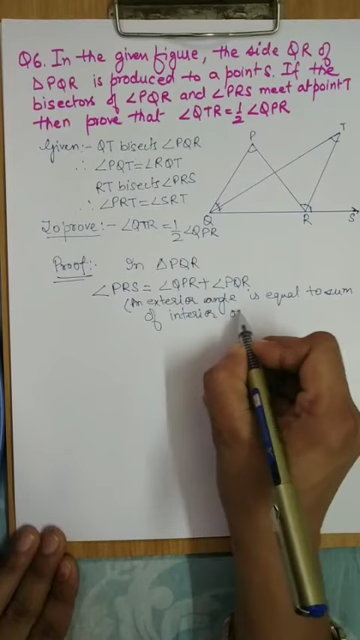 Q6. In the given figure, the side QR of
ΔPQR is produced to a point S. If the
bisectors of ∠PQR and ∠PRS meet at point T
then prove that ∠QTR = 1/2 ∠QPR
Given:- QT bisects ∠PQR
∴ ∠PQT = ∠RQT
RT bisects ∠PRS
∴ ∠PRT = ∠SRT
To prove:- ∠QTR = 1/2 ∠QPR
P
T
Q
R
S
Proof:- In ΔPQR
∠PRS = ∠QPR + ∠PQR
(An exterior angle is equal to sum
of interior o